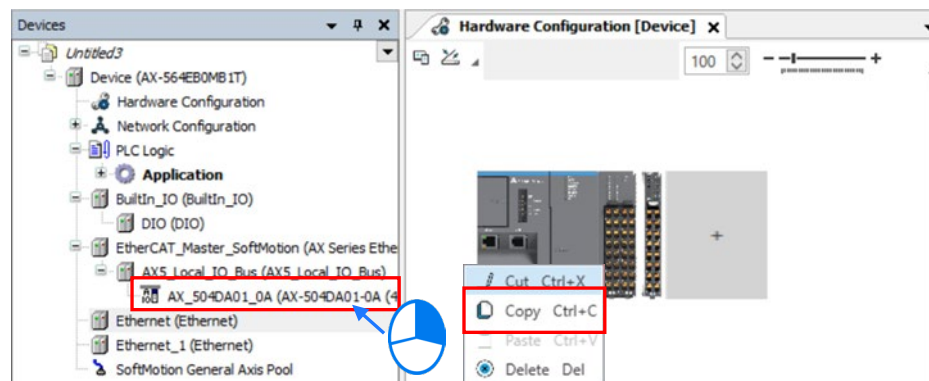 Devices
Untitled3
Device (AX-564EB0MB1T)
Hardware Configuration
Network Configuration
PLC Logic
Application
BuiltIn_IO (BuiltIn_IO)
DIO (DIO)
EtherCAT_Master_SoftMotion (AX Series Ethe
AX5_Local_IO_Bus (AX5_Local_IO_Bus)
AX_504DA01_0A (AX-504DA01-0A (4
Ethernet (Ethernet)
Ethernet_1 (Ethernet)
SoftMotion General Axis Pool
Hardware Configuration [Device]
100
Cut Ctrl+X
Copy Ctrl+C
Paste Ctrl+V
Delete Del